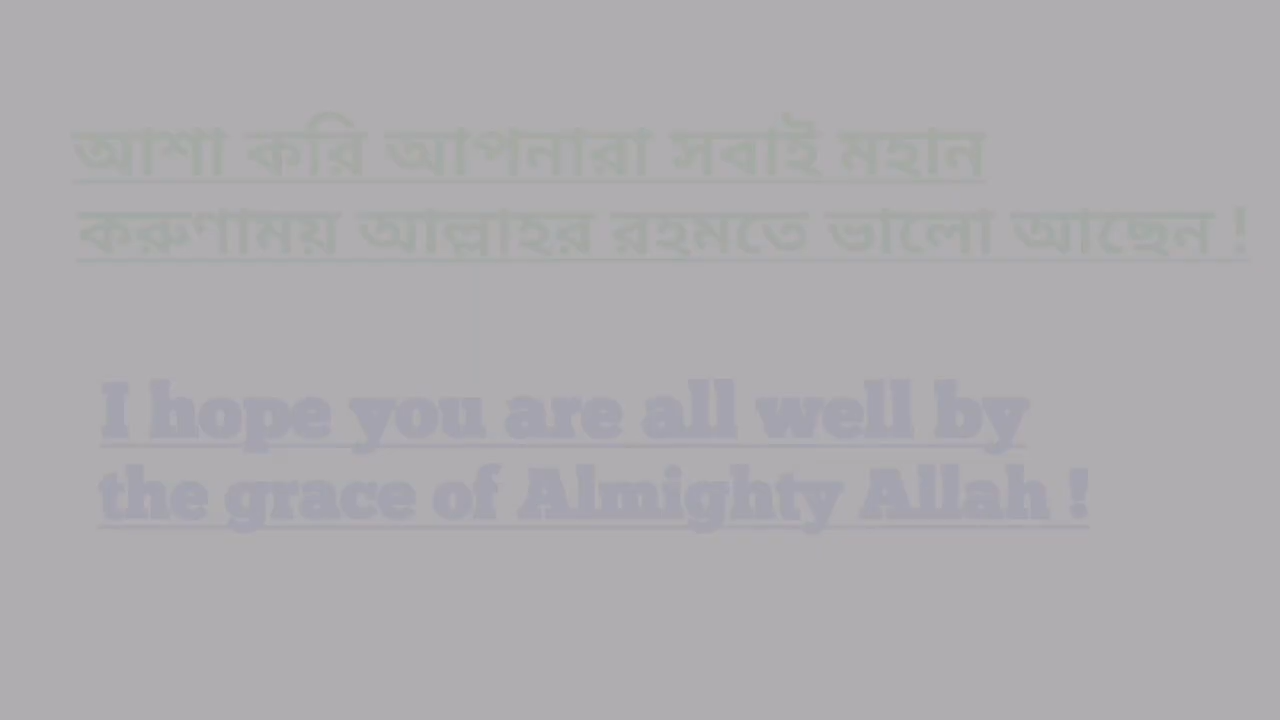 আশা করি আপনারা সবাই মহান
করুণাময় আল্লাহর রহমতে ভালো আছেন !
I hope you are all well by
the grace of Almighty Allah !